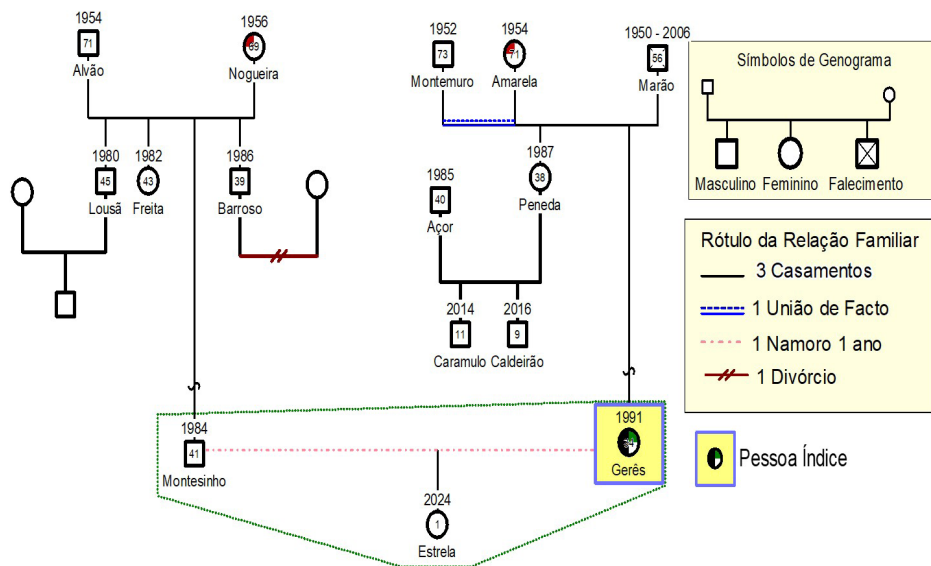 1954
71
Alvão
1956
69
Nogueira
1952
73
Montemuro
1954
71
Amarela
1950 - 2006
56
Marão
Símbolos de Genograma
Masculino
Feminino
Falecimento
1980
45
Lousã
1982
43
Freita
1986
39
Barroso
1985
40
Açor
1987
38
Peneda
2014
11
Caramulo
2016
9
Caldeirão
Rótulo da Relação Familiar
3 Casamentos
1 União de Facto
1 Namoro 1 ano
1 Divórcio
1984
41
Montesinho
1991
Gerês
2024
1
Estrela
Pessoa Índice